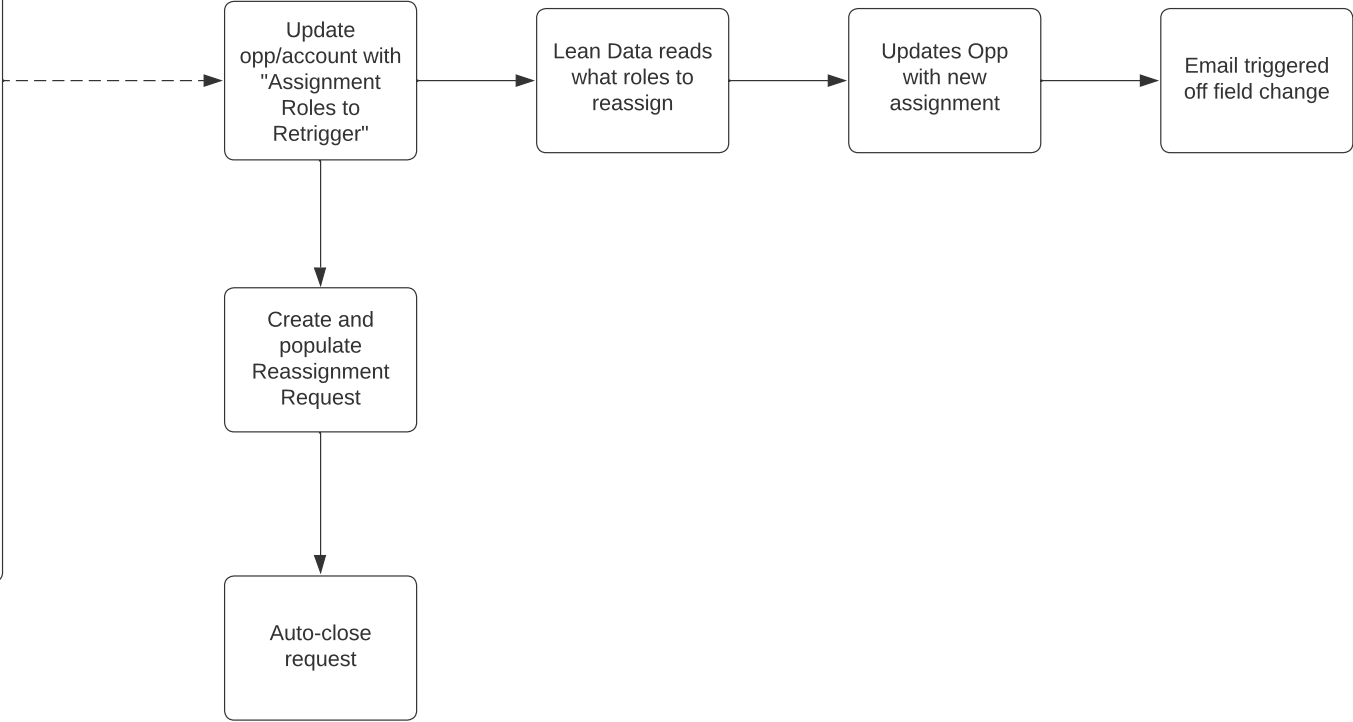 Update
opp/account with
"Assignment
Roles to
Retrigger"
Lean Data reads
what roles to
reassign
Updates Opp
with new
assignment
Email triggered
off field change
Create and
populate
Reassignment
Request
Auto-close
request